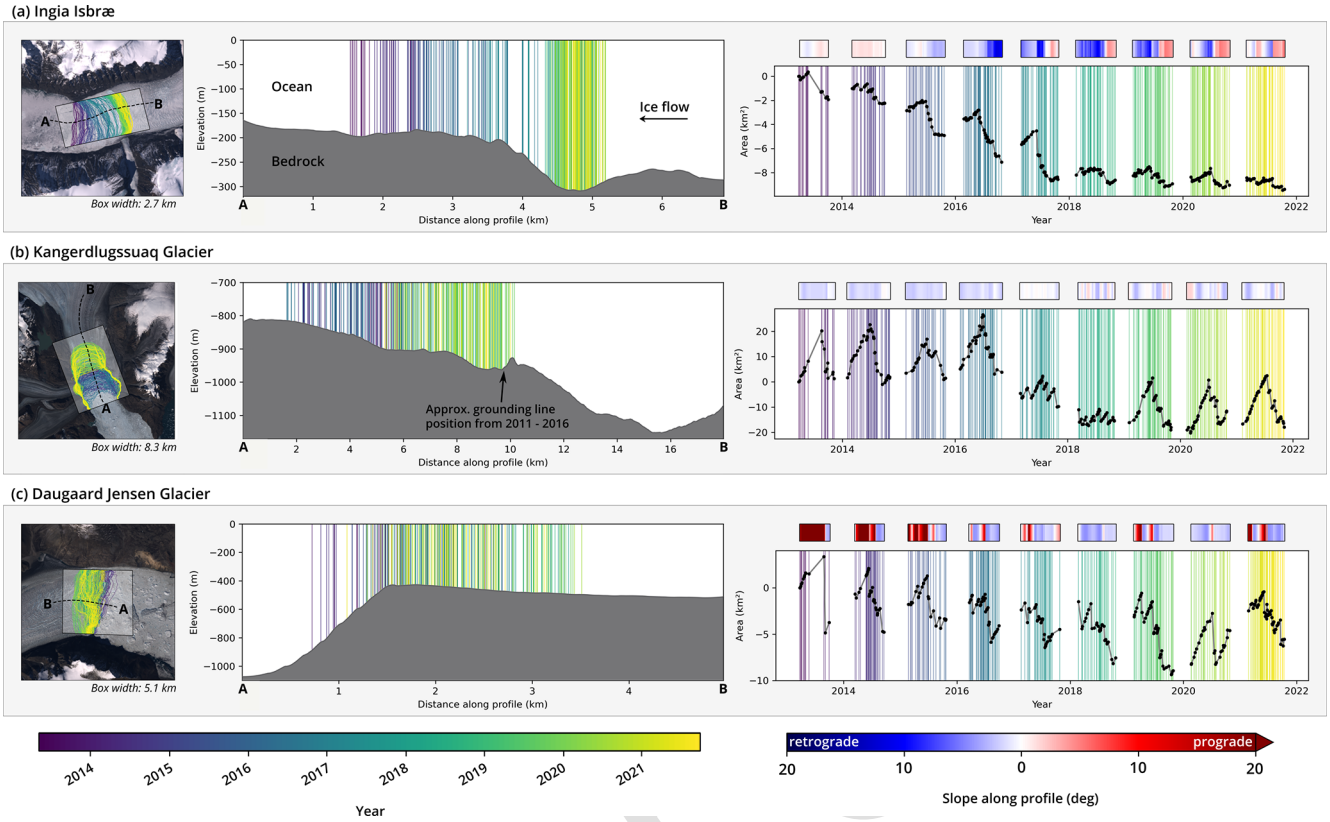 (a) Ingia Isbræ
A
B
Box width: 2.7 km
Elevation (m)
0
−50
−100
−150
−200
−250
−300
Ocean
Bedrock
Ice flow
A
1
2
3
4
5
6
B
Distance along profile (km)
Area (km²)
0
−2
−4
−6
−8
2014
2016
2018
2020
2022
Year
(b) Kangerdlugssuaq Glacier
B
A
Box width: 8.3 km
Elevation (m)
−700
−800
−900
−1000
−1100
Approx. grounding line
position from 2011 - 2016
A
2
4
6
8
10
12
14
16
B
Distance along profile (km)
Area (km²)
20
10
0
−10
−20
2014
2016
2018
2020
2022
Year
(c) Daugaard Jensen Glacier
B
A
Box width: 5.1 km
Elevation (m)
0
−200
−400
−600
−800
−1000
A
1
2
3
4
B
Distance along profile (km)
Area (km²)
0
−5
−10
2014
2016
2018
2020
2022
Year
2014
2015
2016
2017
2018
2019
2020
2021
Year
retrograde
prograde
20
10
0
10
20
Slope along profile (deg)